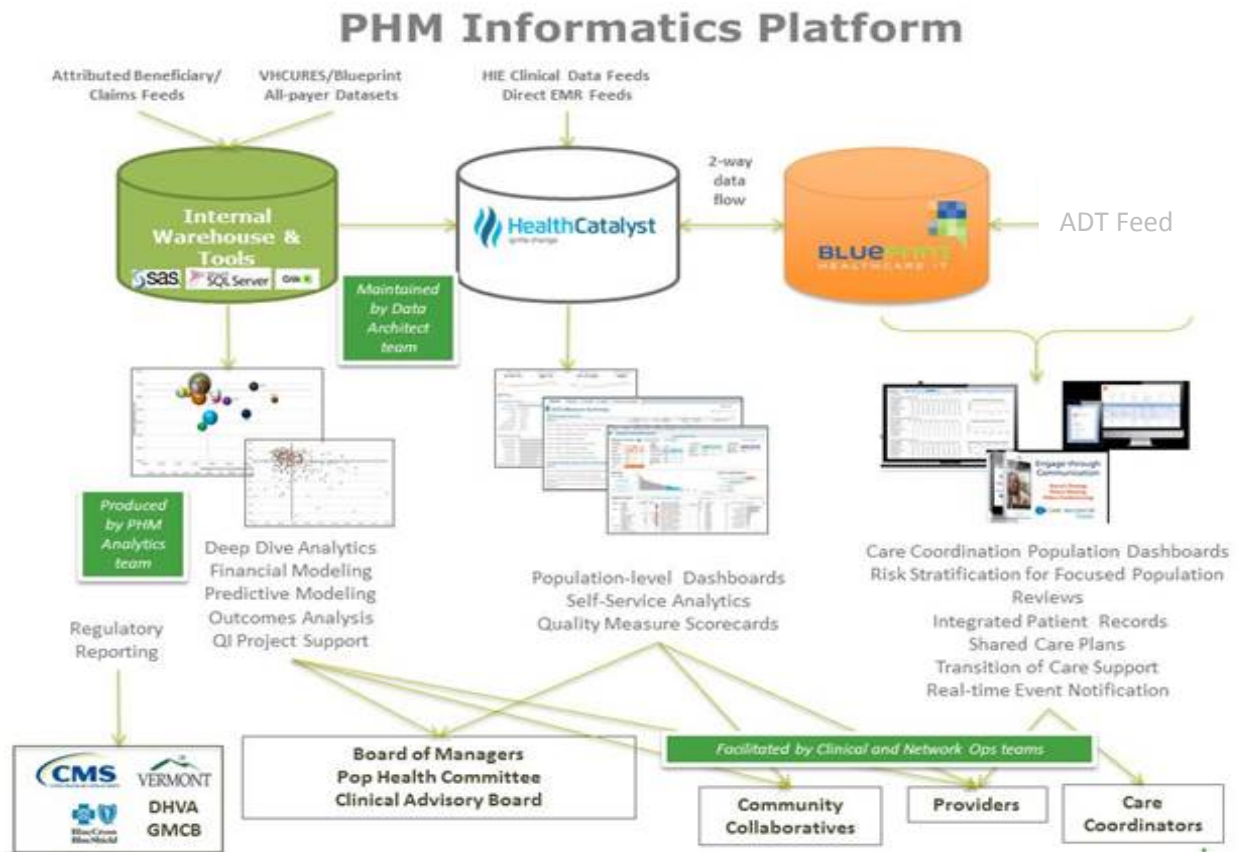 PHM Informatics Platform
Attributed Beneficiary/
Claims Feeds
VHCURES/Blueprint
All-payer Datasets
HIE Clinical Data Feeds
Direct EMR Feeds
2-way
data
flow
Internal
Warehouse &
Tools
sas
SQL Server
Qlik
HealthCatalyst
ignite change
BLUEPRINT
HEALTHCARE IT
ADT Feed
Maintained
by Data
Architect
team
Engage through
Communication
Produced
by PHM
Analytics
team
Deep Dive Analytics
Financial Modeling
Predictive Modeling
Outcomes Analysis
QI Project Support
Population-level Dashboards
Self-Service Analytics
Quality Measure Scorecards
Care Coordination Population Dashboards
Risk Stratification for Focused Population
Reviews
Integrated Patient Records
Shared Care Plans
Transition of Care Support
Real-time Event Notification
Regulatory
Reporting
CMS
VERMONT
BlueCross
BlueShield
DHVA
GMCB
Board of Managers
Pop Health Committee
Clinical Advisory Board
Facilitated by Clinical and Network Ops teams
Community
Collaboratives
Providers
Care
Coordinators